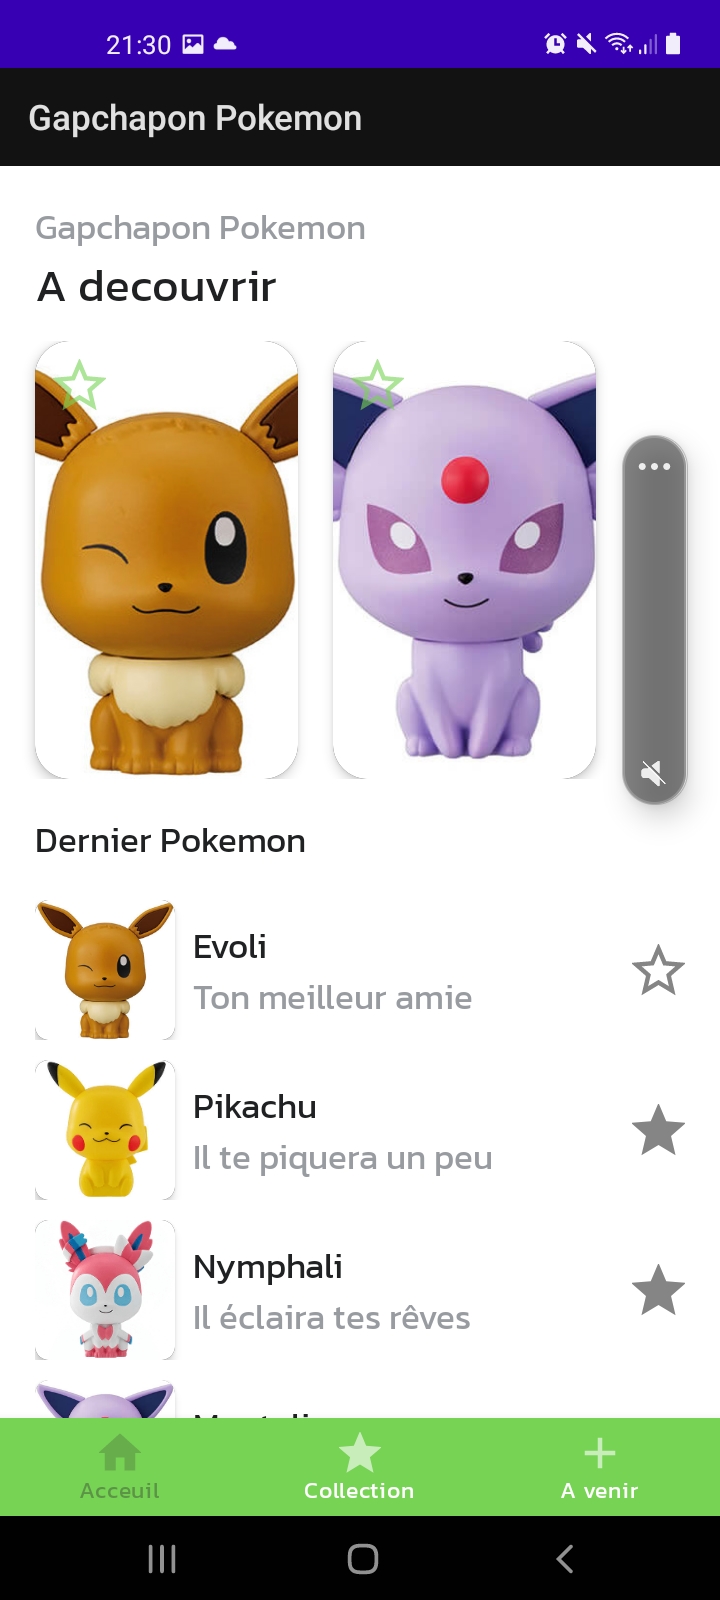 21:30
Gapchapon Pokemon
Gapchapon Pokemon
A decouvrir
Dernier Pokemon
Evoli
Ton meilleur amie
Pikachu
Il te piquera un peu
Nymphali
Il éclaira tes rêves
Acceuil
Collection
A venir